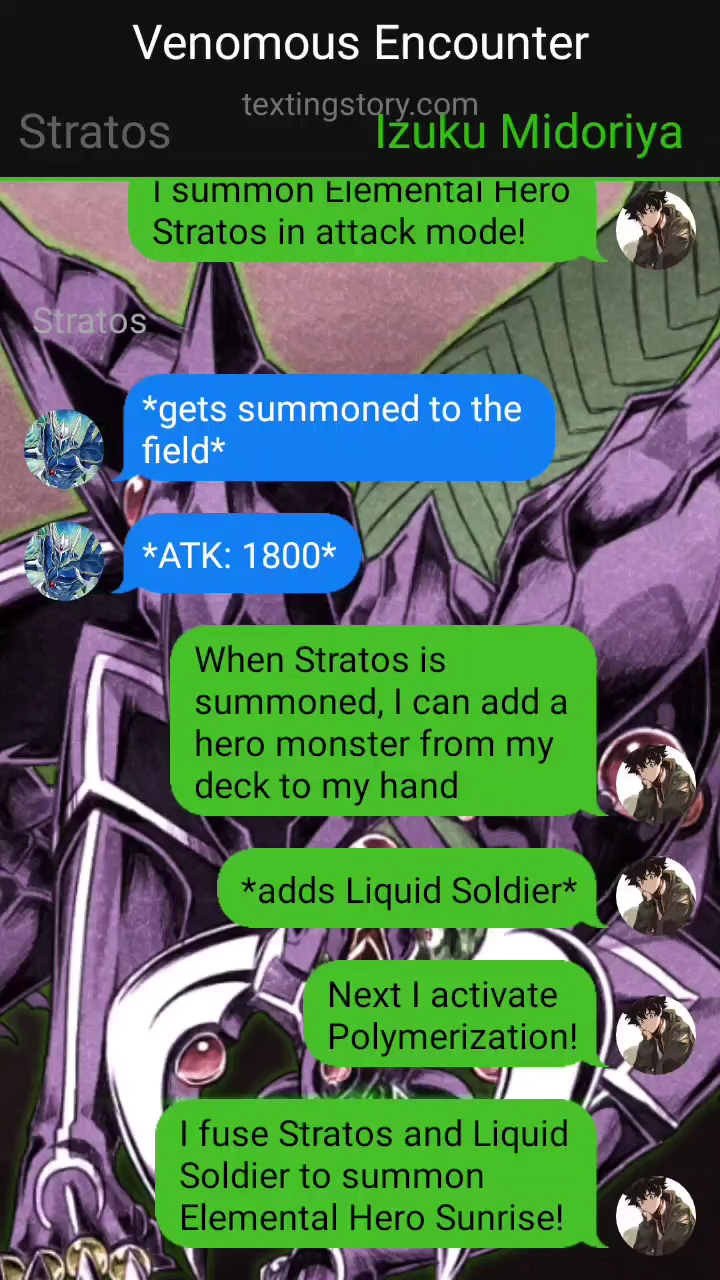 Venomous Encounter
textingstory.com
Stratos
Izuku Midoriya
I summon Elemental Hero
Stratos in attack mode!
Stratos
*gets summoned to the
field*
*ATK: 1800*
When Stratos is
summoned, I can add a
hero monster from my
deck to my hand
*adds Liquid Soldier*
Next I activate
Polymerization!
I fuse Stratos and Liquid
Soldier to summon
Elemental Hero Sunrise!